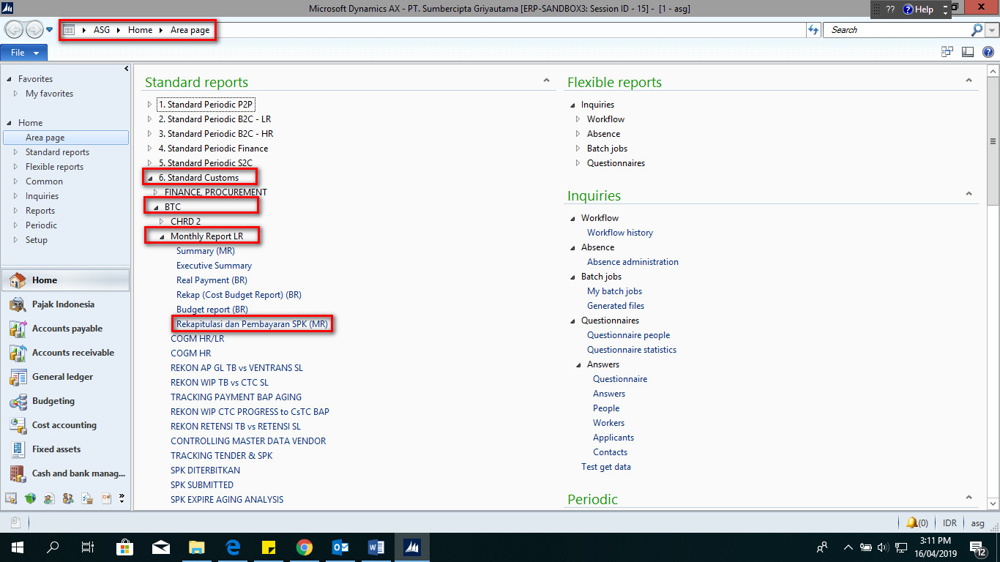 Microsoft Dynamics AX - PT. Sumbercipta Griyautama [ERP-SANDBOX3: Session ID - 15] - [1 - asg]
?? Help
ASG Home Area page
Search
File
Favorites
My favorites
Home
Area page
Standard reports
Flexible reports
Common
Inquiries
Reports
Periodic
Setup
Home
Pajak Indonesia
Accounts payable
Accounts receivable
General ledger
Budgeting
Cost accounting
Fixed assets
Cash and bank manag...
Standard reports
1. Standard Periodic P2P
2. Standard Periodic B2C - LR
3. Standard Periodic B2C - HR
4. Standard Periodic Finance
5. Standard Periodic S2C
6. Standard Customs
FINANCE, PROCUREMENT
BTC
CHRD 2
Monthly Report LR
Summary (MR)
Executive Summary
Real Payment (BR)
Rekap (Cost Budget Report) (BR)
Budget report (BR)
Rekapitulasi dan Pembayaran SPK (MR)
COGM HR/LR
COGM HR
REKON AP GL TB vs VENTRANS SL
REKON WIP TB vs CTC SL
TRACKING PAYMENT BAP AGING
REKON WIP CTC PROGRESS to CsTC BAP
REKON RETENSI TB vs RETENSI SL
CONTROLLING MASTER DATA VENDOR
TRACKING TENDER & SPK
SPK DITERBITKAN
SPK SUBMITTED
SPK EXPIRE AGING ANALYSIS
Flexible reports
Inquiries
Workflow
Absence
Batch jobs
Questionnaires
Inquiries
Workflow
Workflow history
Absence
Absence administration
Batch jobs
My batch jobs
Generated files
Questionnaires
Questionnaire people
Questionnaire statistics
Answers
Questionnaire
Answers
People
Workers
Applicants
Contacts
Test get data
Periodic
(0) IDR asg
3:11 PM
16/04/2019
12